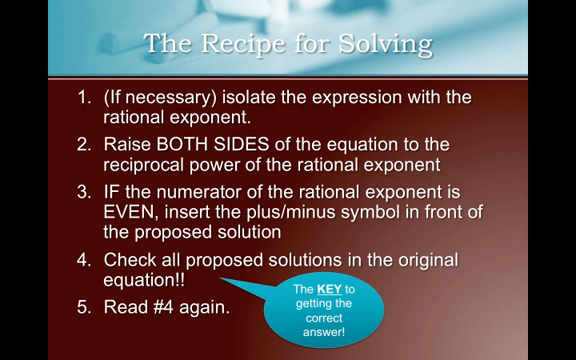 The Recipe for Solving
1. (If necessary) isolate the expression with the
rational exponent.
2. Raise BOTH SIDES of the equation to the
reciprocal power of the rational exponent
3. IF the numerator of the rational exponent is
EVEN, insert the plus/minus symbol in front of
the proposed solution
4. Check all proposed solutions in the original
equation!!
5. Read #4 again.
The KEY to
getting the
correct
answer!